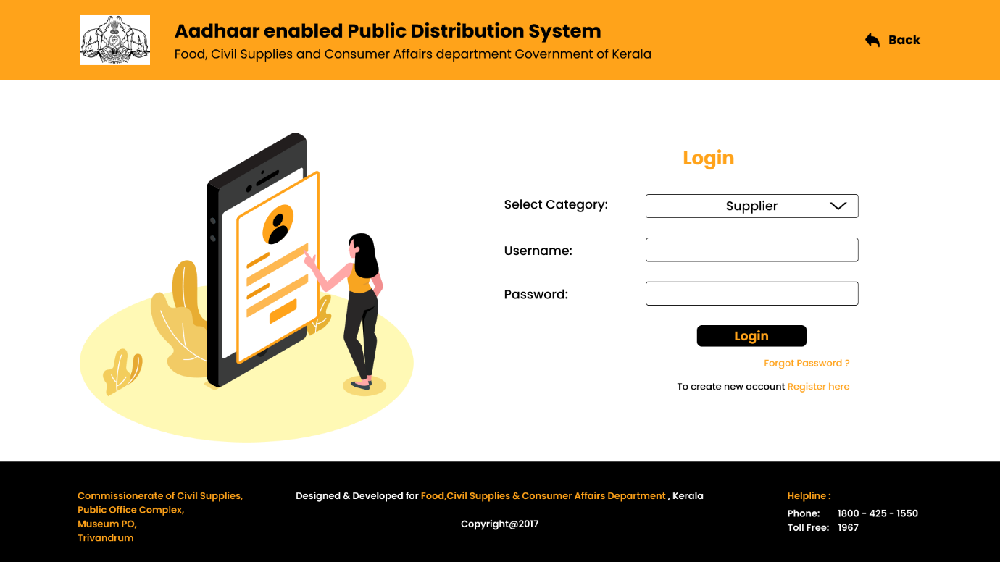 Aadhaar enabled Public Distribution System
Food, Civil Supplies and Consumer Affairs department Government of Kerala
Back
Login
Select Category:
Supplier
Username:
Password:
Login
Forgot Password ?
To create new account Register here
Commissionerate of Civil Supplies,
Public Office Complex,
Museum PO,
Trivandrum
Designed & Developed for Food,Civil Supplies & Consumer Affairs Department , Kerala
Copyright@2017
Helpline :
Phone: 1800 - 425 - 1550
Toll Free: 1967